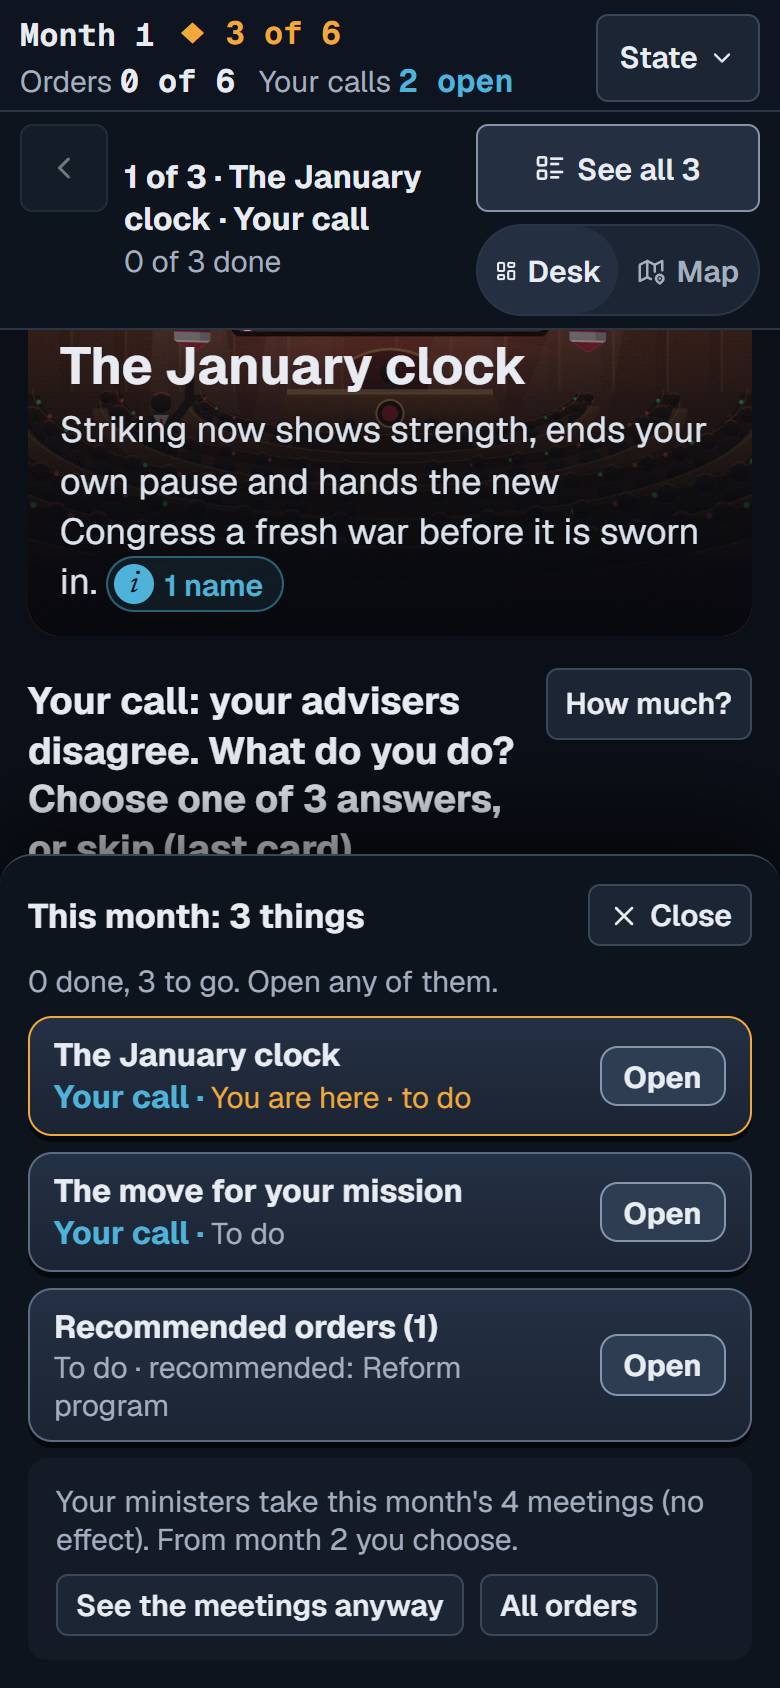 Month 1 ◆ 3 of 6
Orders 0 of 6 Your calls 2 open
State
1 of 3 · The January
clock · Your call
0 of 3 done
See all 3
Desk
Map
The January clock
Striking now shows strength, ends your
own pause and hands the new
Congress a fresh war before it is sworn
in. i 1 name
Your call: your advisers
disagree. What do you do?
Choose one of 3 answers,
or skip (last card)
How much?
This month: 3 things
Close
0 done, 3 to go. Open any of them.
The January clock
Your call · You are here · to do
Open
The move for your mission
Your call · To do
Open
Recommended orders (1)
To do · recommended: Reform
program
Open
Your ministers take this month's 4 meetings (no
effect). From month 2 you choose.
See the meetings anyway
All orders